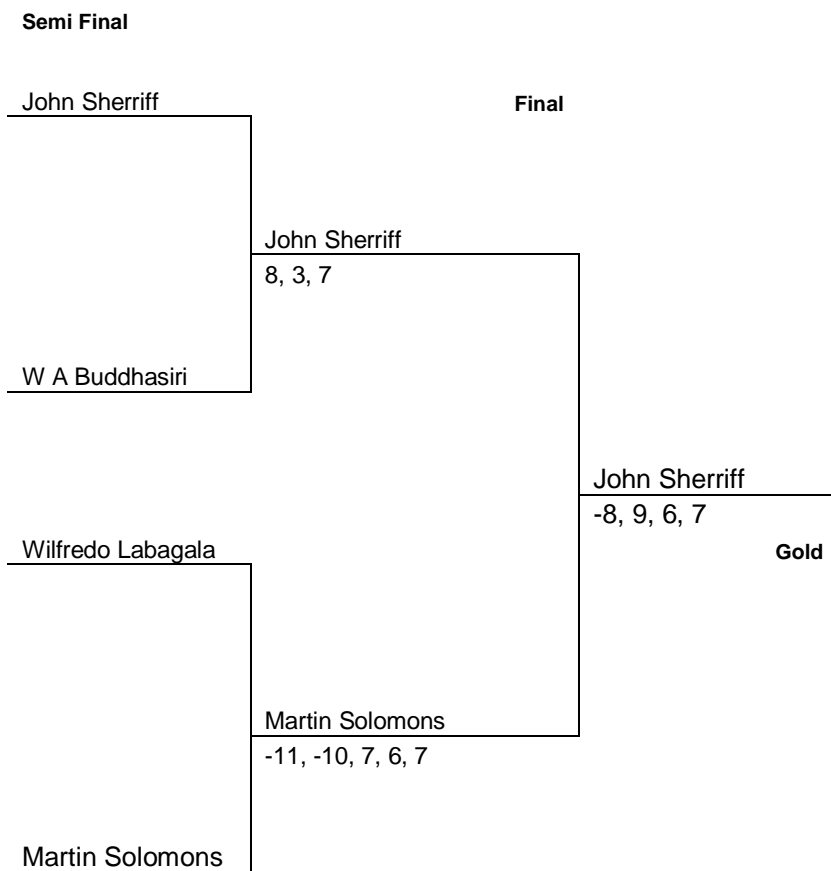 Semi Final
John Sherriff
Final
John Sherriff
8, 3, 7
W A Buddhasiri
John Sherriff
-8, 9, 6, 7
Wilfredo Labagala
Gold
Martin Solomons
-11, -10, 7, 6, 7
Martin Solomons